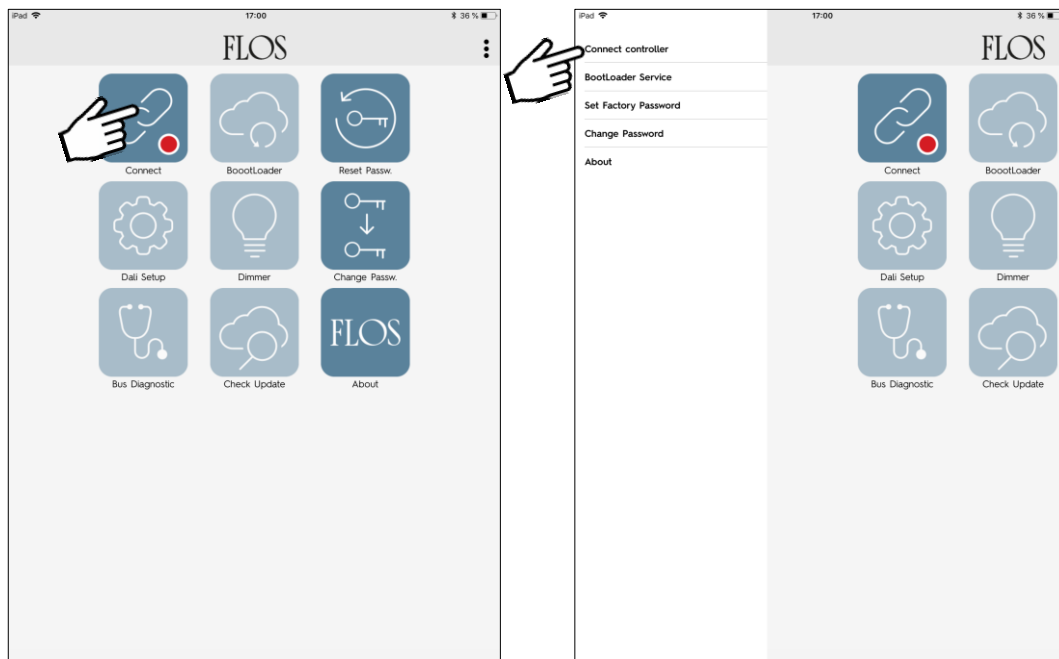 iPad 17:00 36 %
FLOS
Connect BoootLoader Reset Passw.
Dali Setup Dimmer Change Passw.
FLOS
Bus Diagnostic Check Update About
iPad 17:00 36 %
Connect controller
BootLoader Service
Set Factory Password
Change Password
About
FLOS
Connect BoootLoader
Dali Setup Dimmer
Bus Diagnostic Check Update